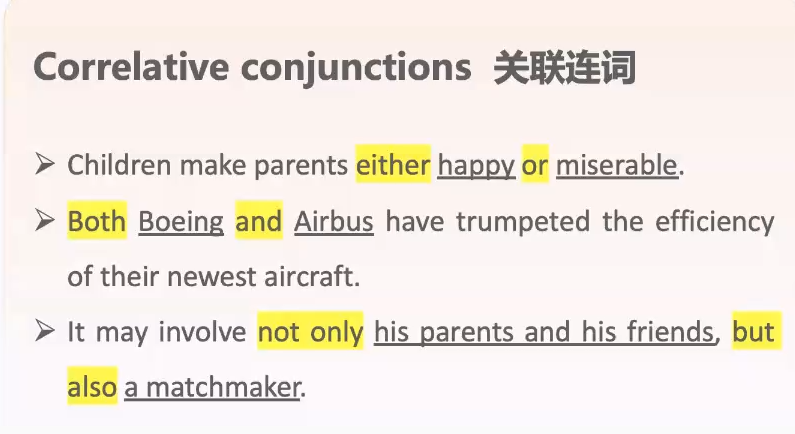 Correlative conjunctions 关联连词
➢ Children make parents either happy or miserable.
➢ Both Boeing and Airbus have trumpeted the efficiency
of their newest aircraft.
➢ It may involve not only his parents and his friends, but
also a matchmaker.